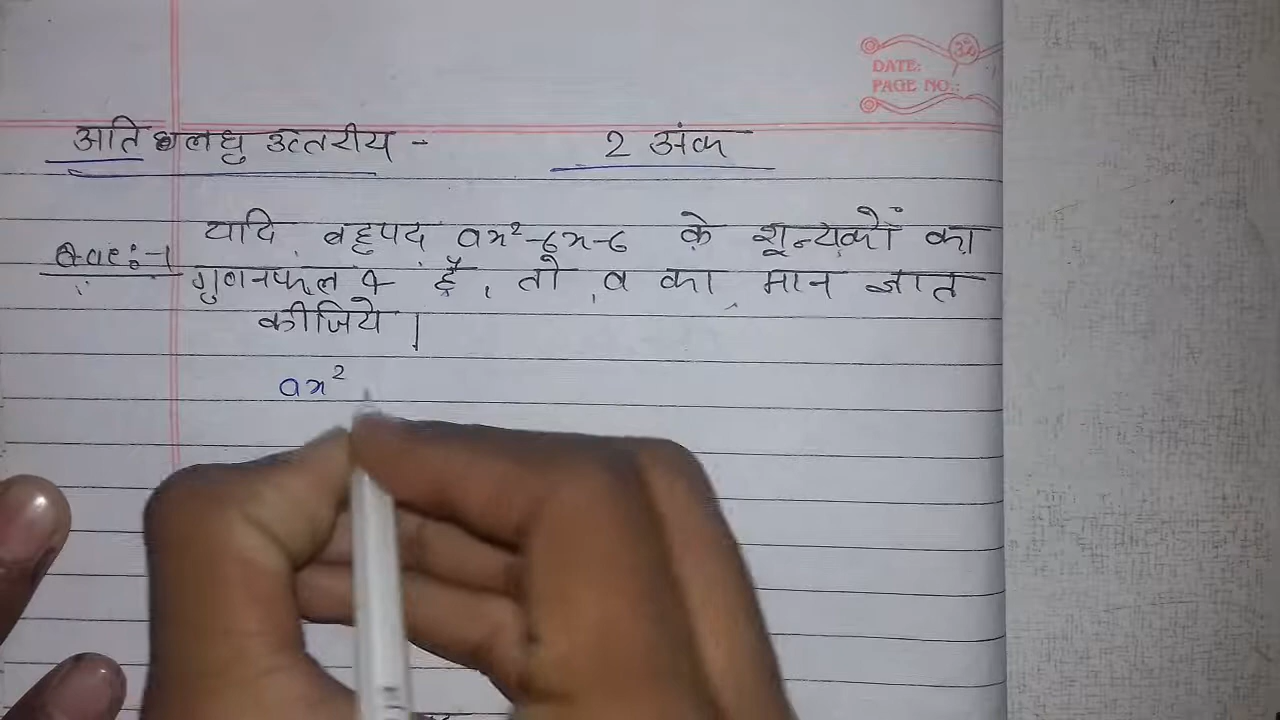 ॐ
DATE:
PAGE NO.:
अति लघु उत्तरीय - 2 अंक
यदि बहुपद ax²-6x-6 के शून्यकों का
Que:-1 गुणनफल 4 है, तो a का मान ज्ञात
कीजिये |
ax²